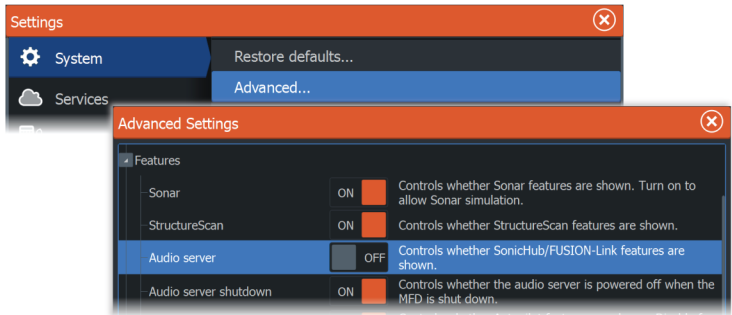 Settings
System
Restore defaults...
Advanced...
Services
Advanced Settings
Features
Sonar
ON
Controls whether Sonar features are shown. Turn on to
allow Sonar simulation.
StructureScan
ON
Controls whether StructureScan features are shown.
Audio server
OFF
Controls whether SonicHub/FUSION-Link features are
shown.
Audio server shutdown
ON
Controls whether the audio server is powered off when the
MFD is shut down.